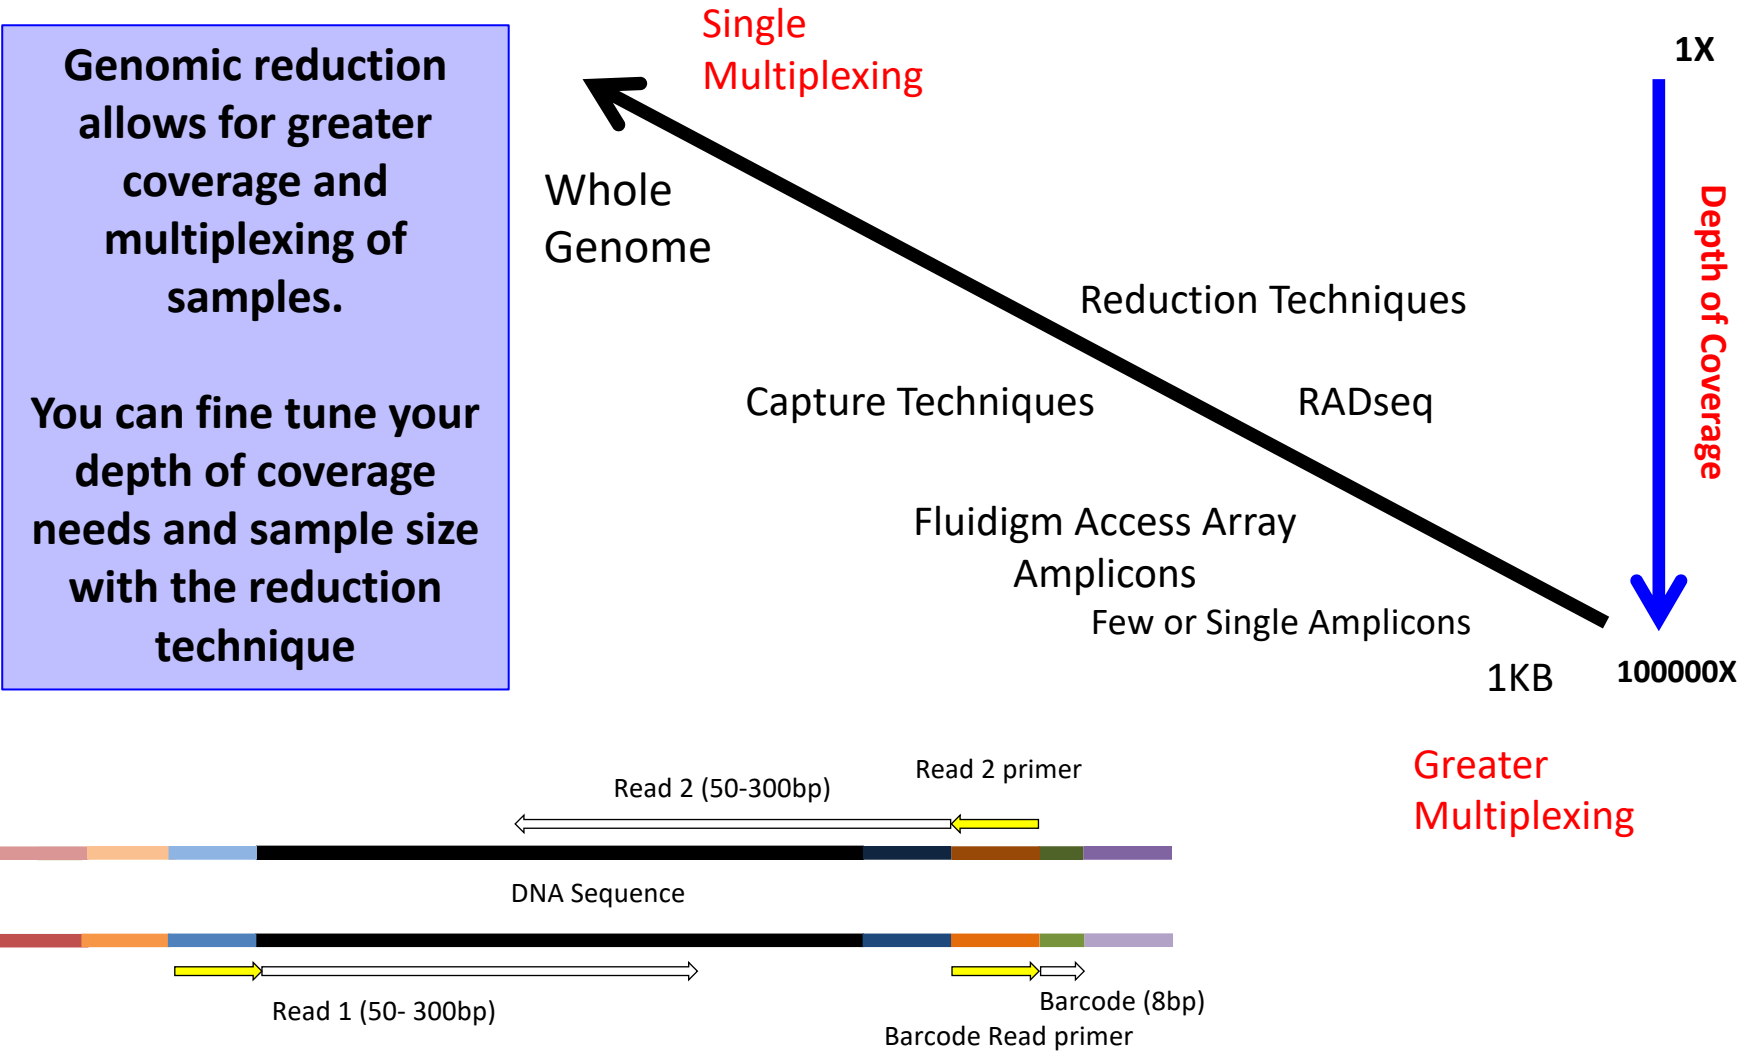 Genomic reduction
allows for greater
coverage and
multiplexing of
samples.
You can fine tune your
depth of coverage
needs and sample size
with the reduction
technique
Single
Multiplexing
1X
Whole
Genome
Depth of Coverage
Reduction Techniques
Capture Techniques
RADseq
Fluidigm Access Array
Amplicons
Few or Single Amplicons
1KB
100000X
Greater
Multiplexing
Read 2 primer
Read 2 (50-300bp)
DNA Sequence
Read 1 (50- 300bp)
Barcode (8bp)
Barcode Read primer